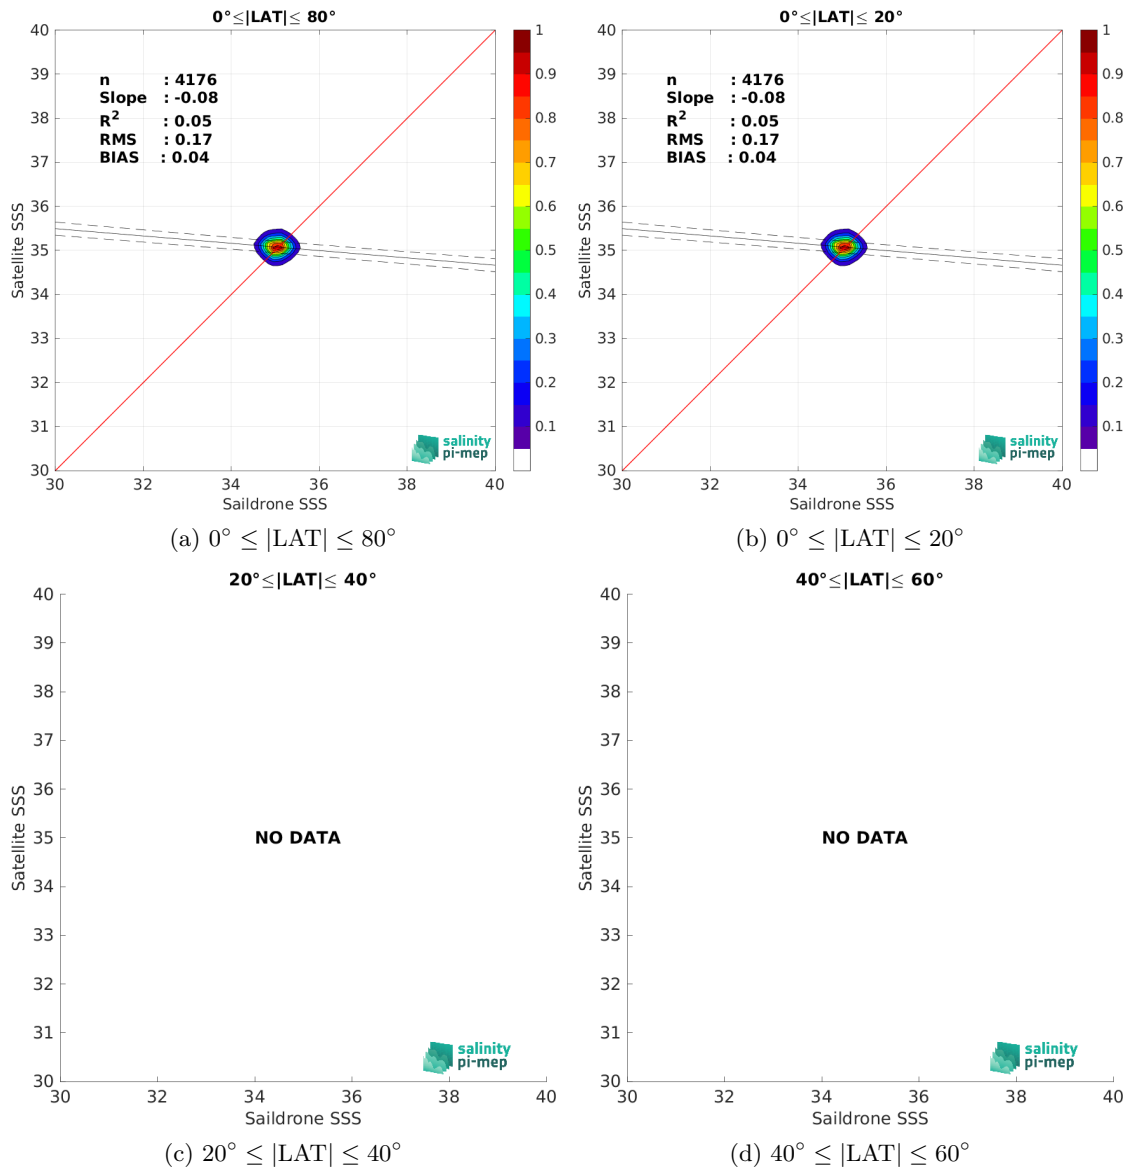 0°≤|LAT|≤ 80°
40
39
38
37
36
35
34
33
32
31
30
Satellite SSS
n : 4176
Slope : -0.08
R² : 0.05
RMS : 0.17
BIAS : 0.04
1
0.9
0.8
0.7
0.6
0.5
0.4
0.3
0.2
0.1
salinity
pi-mep
30 32 34 36 38 40
Saildrone SSS
(a) 0° ≤ |LAT| ≤ 80°
0°≤|LAT|≤ 20°
40
39
38
37
36
35
34
33
32
31
30
Satellite SSS
n : 4176
Slope : -0.08
R² : 0.05
RMS : 0.17
BIAS : 0.04
1
0.9
0.8
0.7
0.6
0.5
0.4
0.3
0.2
0.1
salinity
pi-mep
30 32 34 36 38 40
Saildrone SSS
(b) 0° ≤ |LAT| ≤ 20°
20°≤|LAT|≤ 40°
40
39
38
37
36
35
34
33
32
31
30
Satellite SSS
NO DATA
salinity
pi-mep
30 32 34 36 38 40
Saildrone SSS
(c) 20° ≤ |LAT| ≤ 40°
40°≤|LAT|≤ 60°
40
39
38
37
36
35
34
33
32
31
30
Satellite SSS
NO DATA
salinity
pi-mep
30 32 34 36 38 40
Saildrone SSS
(d) 40° ≤ |LAT| ≤ 60°